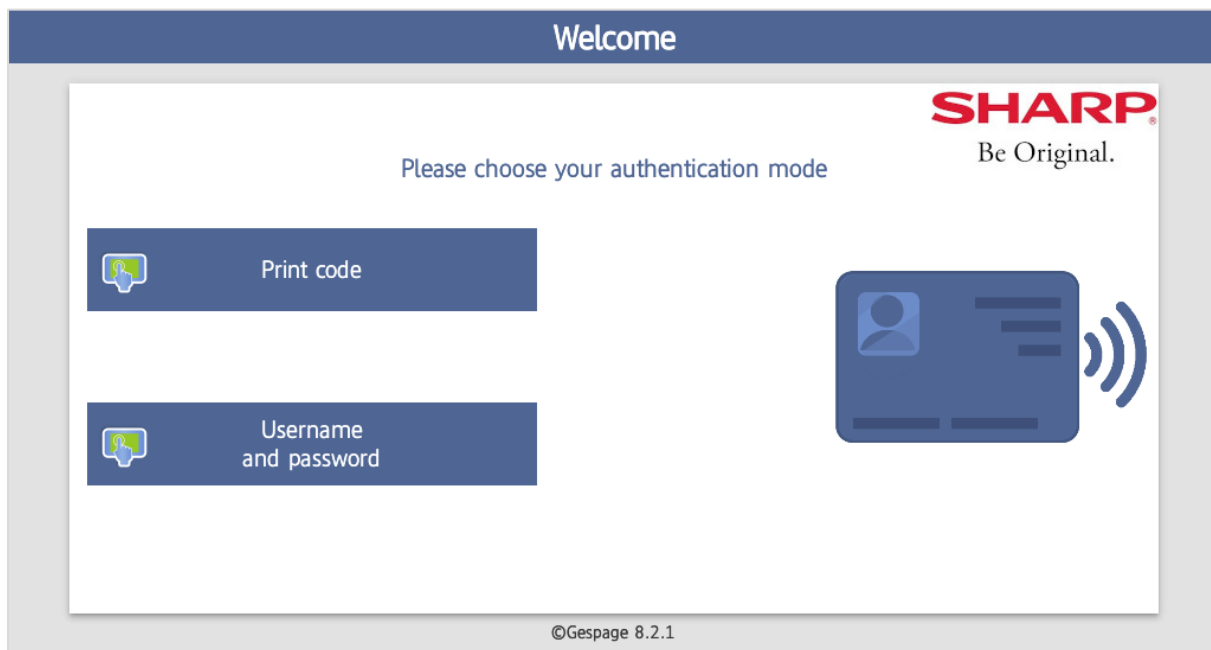 Welcome
SHARP®
Be Original.
Please choose your authentication mode
Print code
Username
and password
©Gespage 8.2.1